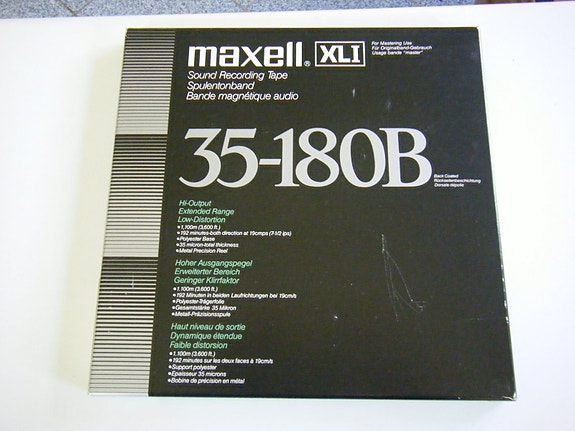 maxell® XLI
For Mastering Use
Für Originalband-Gebrauch
Usage bande "master"
Sound Recording Tape
Spulentonband
Bande magnétique audio
35-180B
Back Coated
Rückseitenbeschichtung
Dorsale dépolie
Hi-Output
Extended Range
Low-Distortion
•1,100m (3,600 ft.)
•192 minutes-both direction at 19cmps (7-1/2 ips)
•Polyester Base
•35 micron-total thickness
•Metal Precision Reel
Hoher Ausgangspegel
Erweiterter Bereich
Geringer Klirrfaktor
•1.100m (3.600 ft.)
•192 Minuten in beiden Laufrichtungen bei 19cm/s
•Polyester-Trägerfolie
•Gesamtstärke 35 Mikron
•Metall-Präzisionsspule
Haut niveau de sortie
Dynamique étendue
Faible distorsion
•1.100m (3.600 ft.)
•192 minutes sur les deux faces à 19cm/s
•Support polyester
•Epaisseur 35 microns
•Bobine de précision en métal